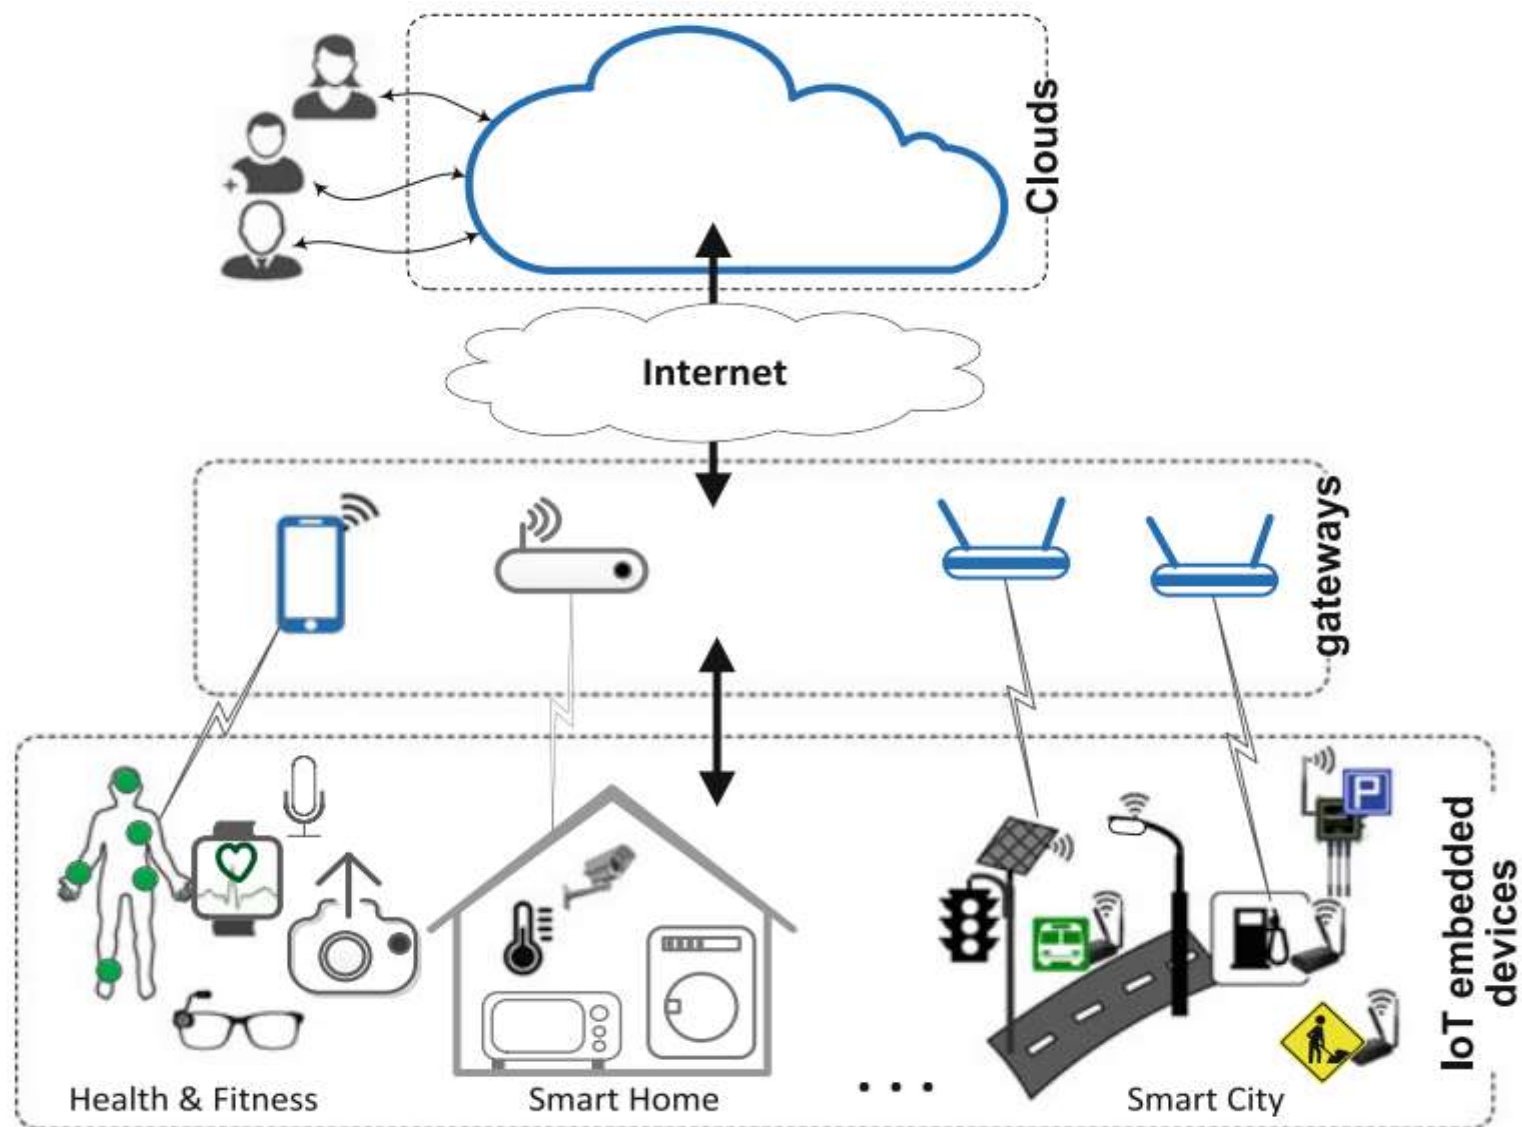 Clouds
Internet
gateways
P
IoT embedded
devices
Health & Fitness
Smart Home
. . .
Smart City